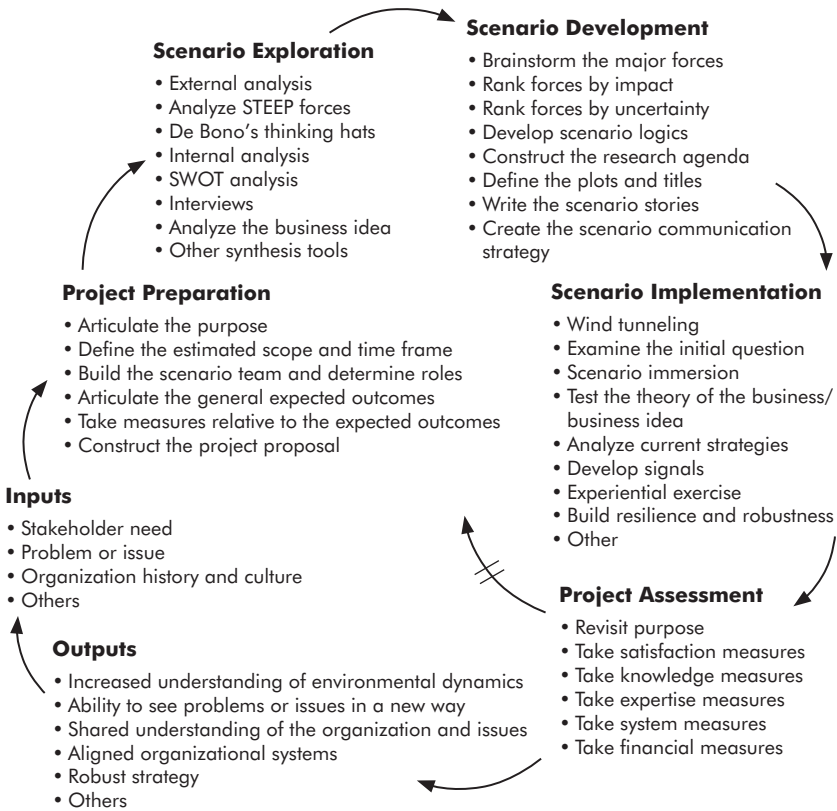 Scenario Exploration
• External analysis
• Analyze STEEP forces
• De Bono’s thinking hats
• Internal analysis
• SWOT analysis
• Interviews
• Analyze the business idea
• Other synthesis tools
Scenario Development
• Brainstorm the major forces
• Rank forces by impact
• Rank forces by uncertainty
• Develop scenario logics
• Construct the research agenda
• Define the plots and titles
• Write the scenario stories
• Create the scenario communication
strategy
Project Preparation
• Articulate the purpose
• Define the estimated scope and time frame
• Build the scenario team and determine roles
• Articulate the general expected outcomes
• Take measures relative to the expected outcomes
• Construct the project proposal
Scenario Implementation
• Wind tunneling
• Examine the initial question
• Scenario immersion
• Test the theory of the business/
business idea
• Analyze current strategies
• Develop signals
• Experiential exercise
• Build resilience and robustness
• Other
Inputs
• Stakeholder need
• Problem or issue
• Organization history and culture
• Others
Project Assessment
• Revisit purpose
• Take satisfaction measures
• Take knowledge measures
• Take expertise measures
• Take system measures
• Take financial measures
Outputs
• Increased understanding of environmental dynamics
• Ability to see problems or issues in a new way
• Shared understanding of the organization and issues
• Aligned organizational systems
• Robust strategy
• Others